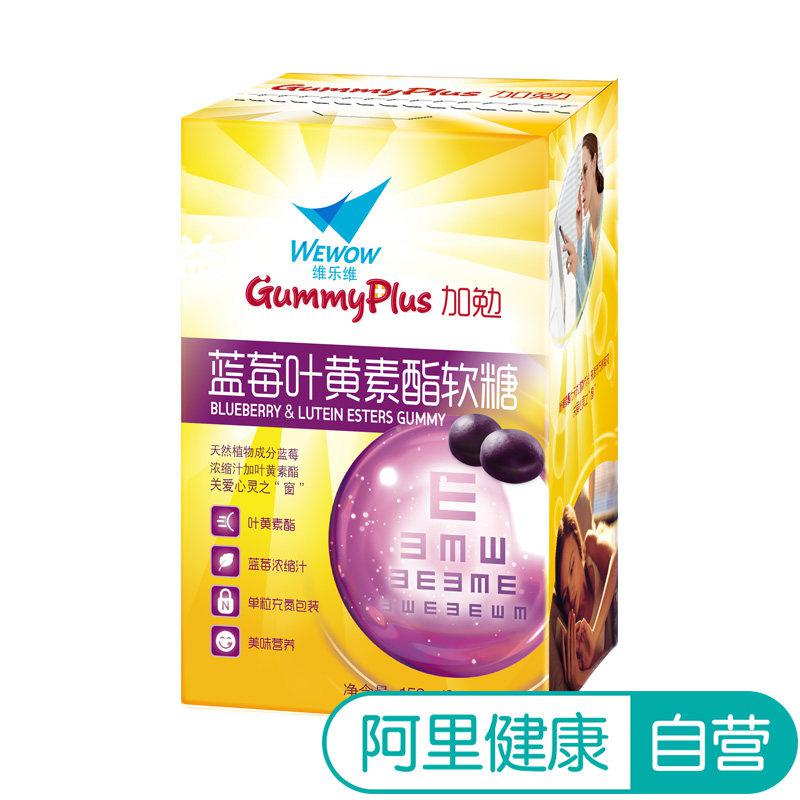 GummyPlus 加勉
WEWOW
维乐维
GummyPlus 加勉
蓝莓叶黄素酯软糖
BLUEBERRY & LUTEIN ESTERS GUMMY
天然植物成分蓝莓
浓缩汁加叶黄素酯
关爱心灵之“窗”
叶黄素酯
蓝莓浓缩汁
N
单粒充氮包装
美味营养
E
ƎMW
ƎEƎME
ƎWEƎEWM
净含量
阿里健康 自营